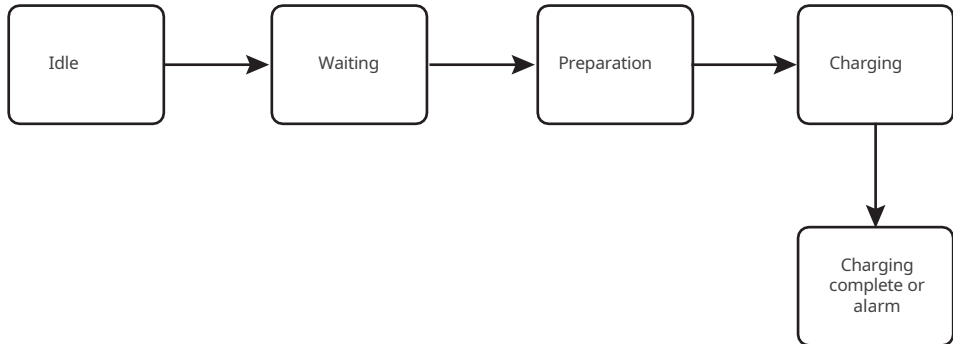 Idle
Waiting
Preparation
Charging
Charging
complete or
alarm